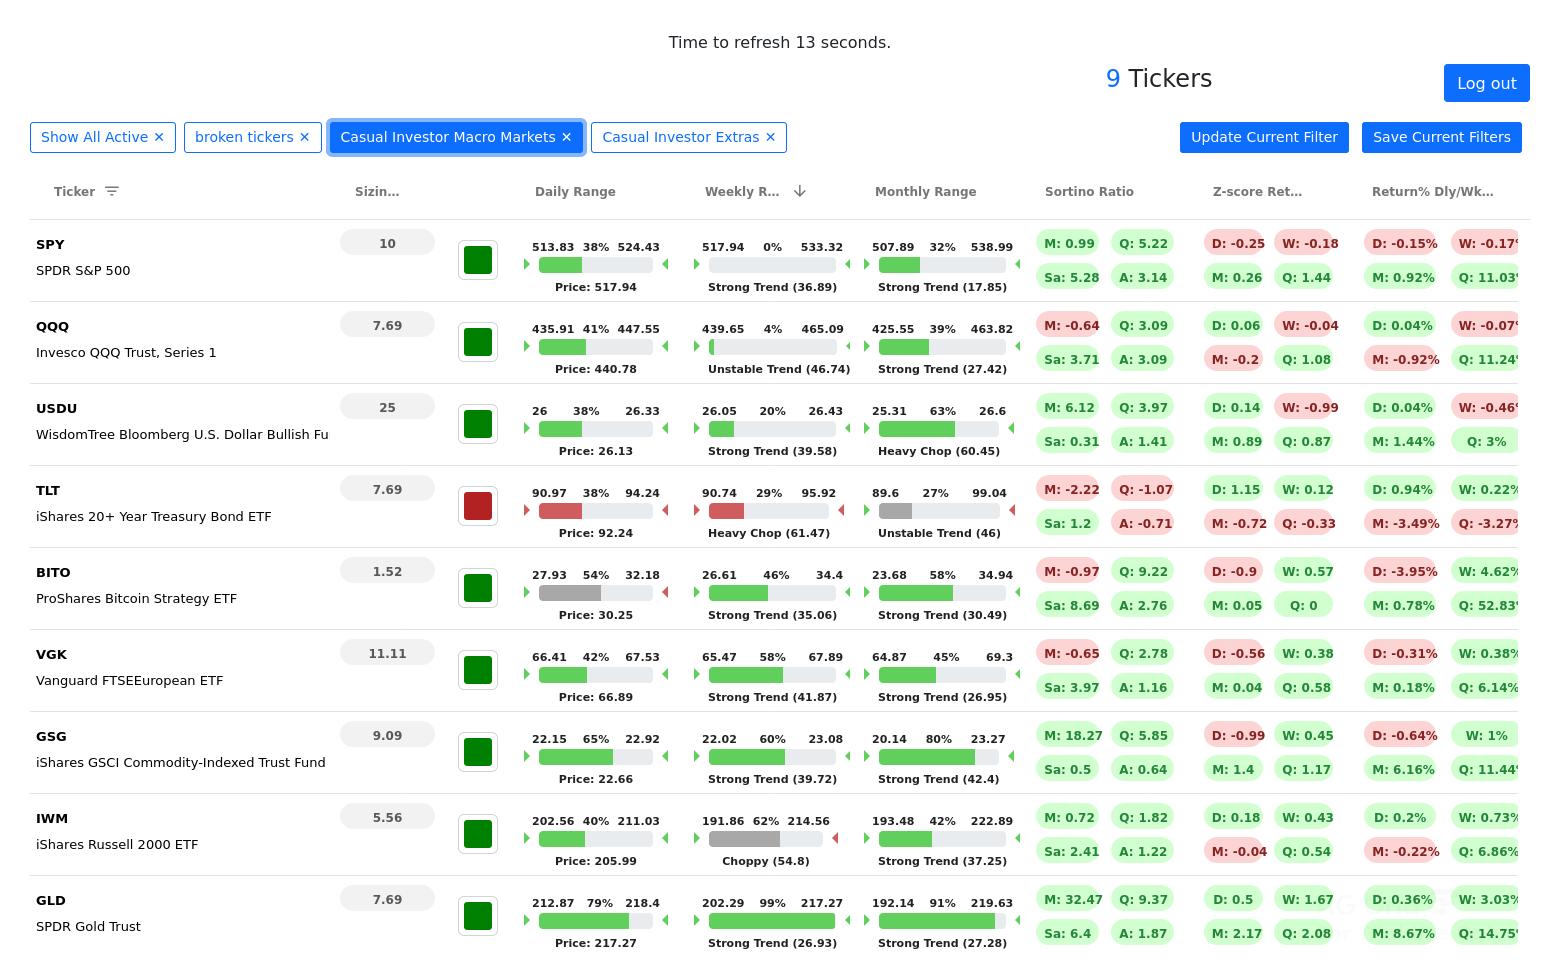 Time to refresh 13 seconds.
9 Tickers
Log out
Show All Active ✕ broken tickers ✕ Casual Investor Macro Markets ✕ Casual Investor Extras ✕ Update Current Filter Save Current Filters
Ticker Sizin... Daily Range Weekly R... Monthly Range Sortino Ratio Z-score Ret... Return% Dly/Wk...
SPY 10 513.83 38% 524.43 517.94 0% 533.32 507.89 32% 538.99 M: 0.99 Q: 5.22 D: -0.25 W: -0.18 D: -0.15% W: -0.17%
SPDR S&P 500 Price: 517.94 Strong Trend (36.89) Strong Trend (17.85) Sa: 5.28 A: 3.14 M: 0.26 Q: 1.44 M: 0.92% Q: 11.03%
QQQ 7.69 435.91 41% 447.55 439.65 4% 465.09 425.55 39% 463.82 M: -0.64 Q: 3.09 D: 0.06 W: -0.04 D: 0.04% W: -0.07%
Invesco QQQ Trust, Series 1 Price: 440.78 Unstable Trend (46.74) Strong Trend (27.42) Sa: 3.71 A: 3.09 M: -0.2 Q: 1.08 M: -0.92% Q: 11.24%
USDU 25 26 38% 26.33 26.05 20% 26.43 25.31 63% 26.6 M: 6.12 Q: 3.97 D: 0.14 W: -0.99 D: 0.04% W: -0.46%
WisdomTree Bloomberg U.S. Dollar Bullish Fu Price: 26.13 Strong Trend (39.58) Heavy Chop (60.45) Sa: 0.31 A: 1.41 M: 0.89 Q: 0.87 M: 1.44% Q: 3%
TLT 7.69 90.97 38% 94.24 90.74 29% 95.92 89.6 27% 99.04 M: -2.22 Q: -1.07 D: 1.15 W: 0.12 D: 0.94% W: 0.22%
iShares 20+ Year Treasury Bond ETF Price: 92.24 Heavy Chop (61.47) Unstable Trend (46) Sa: 1.2 A: -0.71 M: -0.72 Q: -0.33 M: -3.49% Q: -3.27%
BITO 1.52 27.93 54% 32.18 26.61 46% 34.4 23.68 58% 34.94 M: -0.97 Q: 9.22 D: -0.9 W: 0.57 D: -3.95% W: 4.62%
ProShares Bitcoin Strategy ETF Price: 30.25 Strong Trend (35.06) Strong Trend (30.49) Sa: 8.69 A: 2.76 M: 0.05 Q: 0 M: 0.78% Q: 52.83%
VGK 11.11 66.41 42% 67.53 65.47 58% 67.89 64.87 45% 69.3 M: -0.65 Q: 2.78 D: -0.56 W: 0.38 D: -0.31% W: 0.38%
Vanguard FTSEEuropean ETF Price: 66.89 Strong Trend (41.87) Strong Trend (26.95) Sa: 3.97 A: 1.16 M: 0.04 Q: 0.58 M: 0.18% Q: 6.14%
GSG 9.09 22.15 65% 22.92 22.02 60% 23.08 20.14 80% 23.27 M: 18.27 Q: 5.85 D: -0.99 W: 0.45 D: -0.64% W: 1%
iShares GSCI Commodity-Indexed Trust Fund Price: 22.66 Strong Trend (39.72) Strong Trend (42.4) Sa: 0.5 A: 0.64 M: 1.4 Q: 1.17 M: 6.16% Q: 11.44%
IWM 5.56 202.56 40% 211.03 191.86 62% 214.56 193.48 42% 222.89 M: 0.72 Q: 1.82 D: 0.18 W: 0.43 D: 0.2% W: 0.73%
iShares Russell 2000 ETF Price: 205.99 Choppy (54.8) Strong Trend (37.25) Sa: 2.41 A: 1.22 M: -0.04 Q: 0.54 M: -0.22% Q: 6.86%
GLD 7.69 212.87 79% 218.4 202.29 99% 217.27 192.14 91% 219.63 M: 32.47 Q: 9.37 D: 0.5 W: 1.67 D: 0.36% W: 3.03%
SPDR Gold Trust Price: 217.27 Strong Trend (26.93) Strong Trend (27.28) Sa: 6.4 A: 1.87 M: 2.17 Q: 2.08 M: 8.67% Q: 14.75%